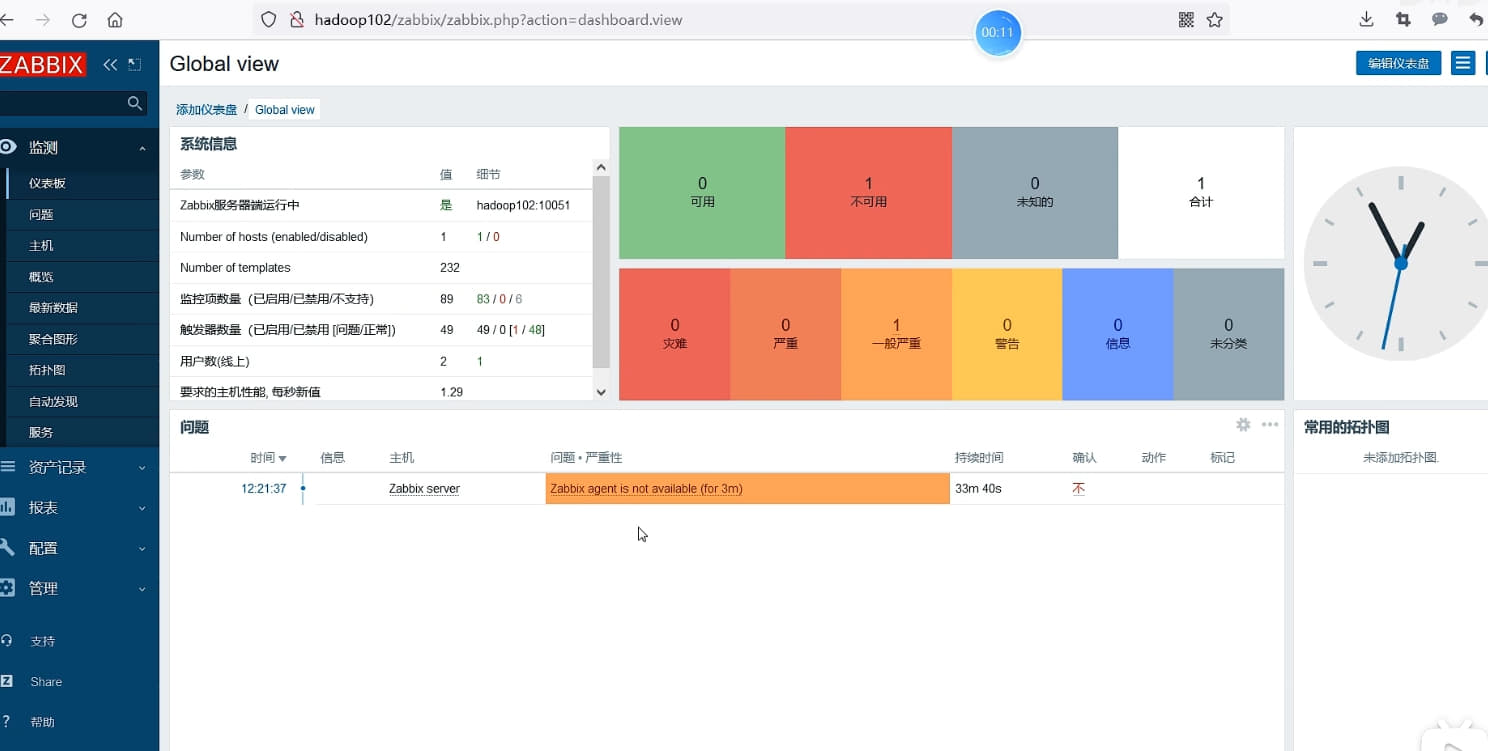 hadoop102/zabbix/zabbix.php?action=dashboard.view
00:11
ZABBIX
Global view
编辑仪表盘
添加仪表盘 / Global view
监测
仪表板
问题
主机
概览
最新数据
聚合图形
拓扑图
自动发现
服务
资产记录
报表
配置
管理
支持
Share
帮助
系统信息
参数 值 细节
Zabbix服务器端运行中 是 hadoop102:10051
Number of hosts (enabled/disabled) 1 1 / 0
Number of templates 232
监控项数量 (已启用/已禁用/不支持) 89 83 / 0 / 6
触发器数量 (已启用/已禁用 [问题/正常]) 49 49 / 0 [1 / 48]
用户数(线上) 2 1
要求的主机性能, 每秒新值 1.29
0 1 0 1
可用 不可用 未知的 合计
0 0 1 0 0 0
灾难 严重 一般严重 警告 信息 未分类
问题
时间 信息 主机 问题 • 严重性 持续时间 确认 动作 标记
12:21:37 Zabbix server Zabbix agent is not available (for 3m) 33m 40s 不
常用的拓扑图
未添加拓扑图.